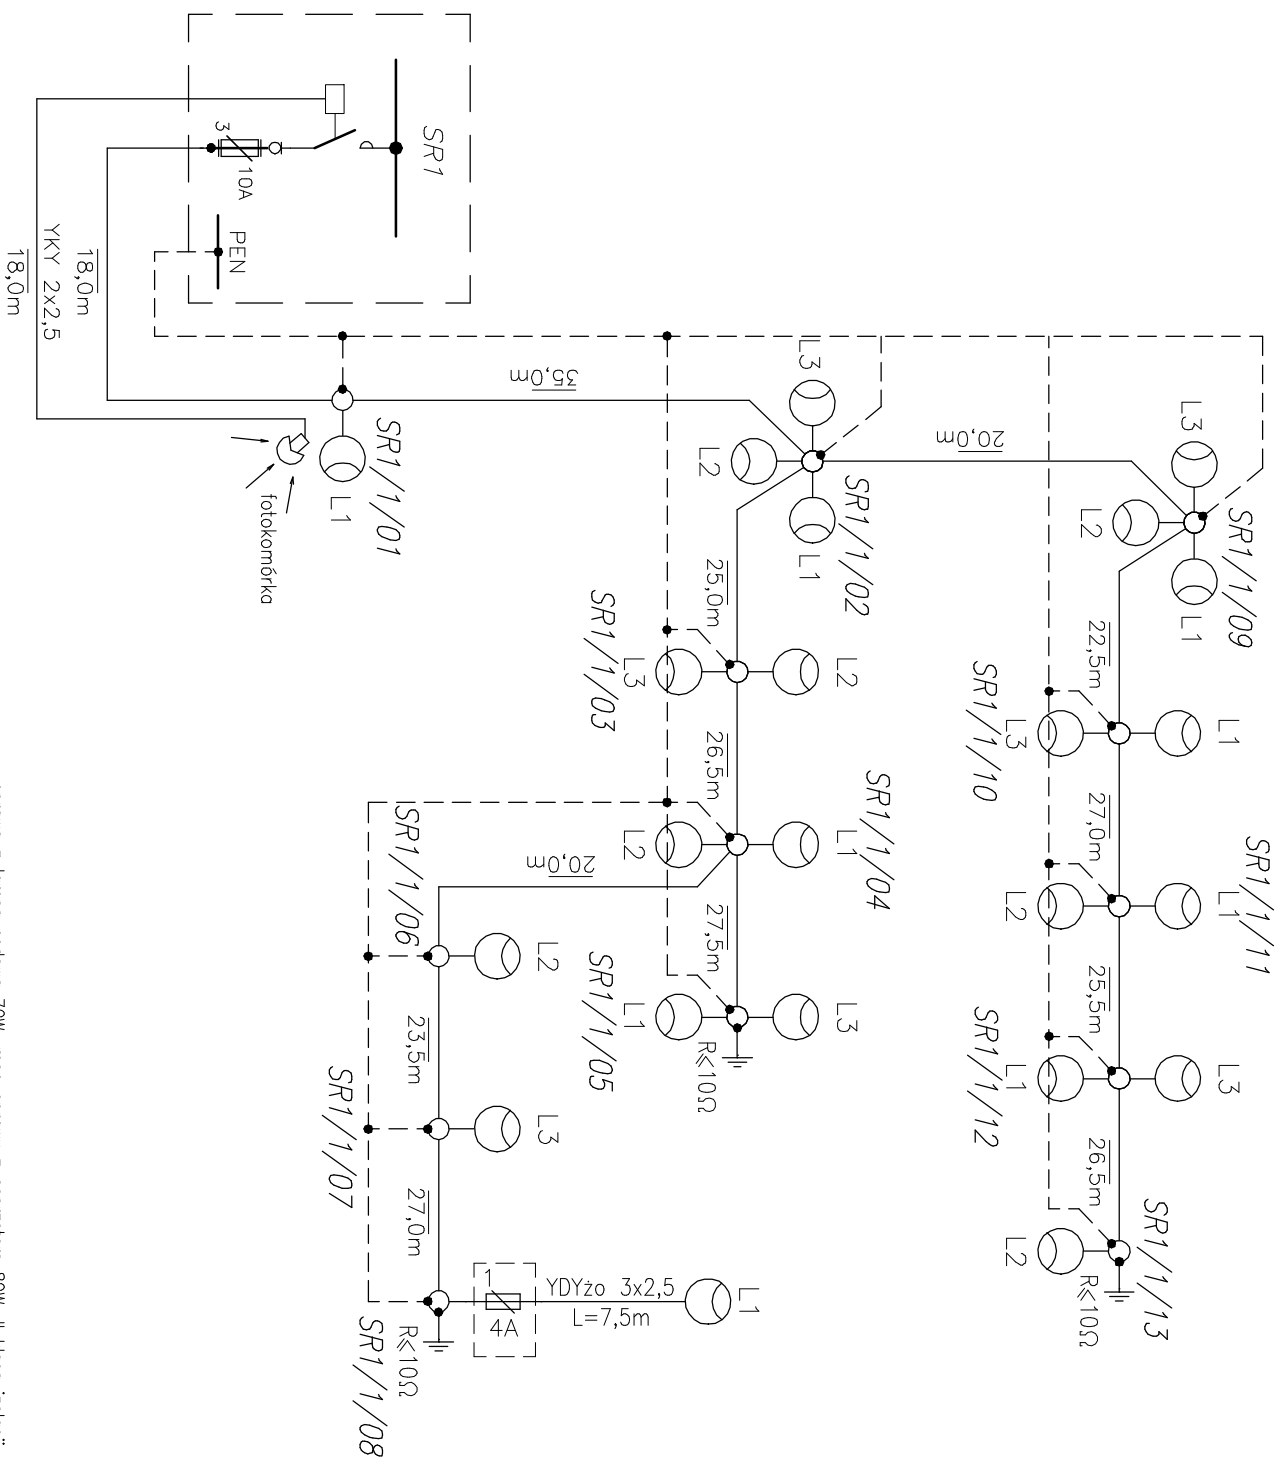 SR1
3
10A
PEN
18,0m
YKY 2x2,5
18,0m
fotokomórka
SR1/1/01
L1
35,0m
L3
L2
L1
SR1/1/02
20,0m
L3
L2
L1
SR1/1/09
25,0m
SR1/1/03
L3
L2
26,5m
SR1/1/04
L2
L1
27,5m
SR1/1/05
L1
L3
R≤10Ω
20,0m
SR1/1/06
L2
23,5m
SR1/1/07
L3
27,0m
SR1/1/08
R≤10Ω
1
4A
YDYżo 3x2,5
L=7,5m
L1
22,5m
SR1/1/10
L3
L1
27,0m
SR1/1/11
L2
L1
25,5m
SR1/1/12
L1
L3
26,5m
SR1/1/13
L2
R≤10Ω